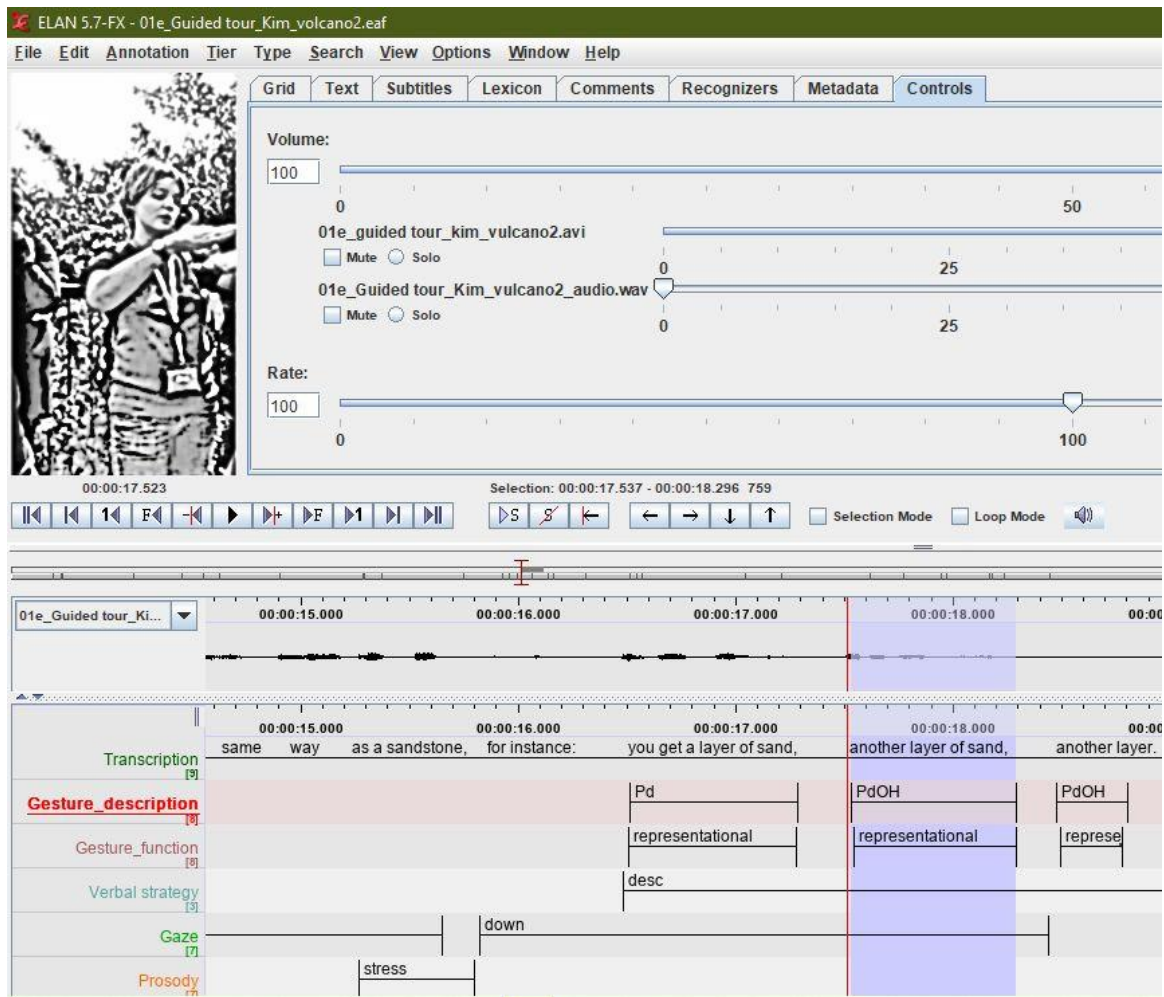 ELAN 5.7-FX - 01e_Guided tour_Kim_volcano2.eaf
File Edit Annotation Tier Type Search View Options Window Help
Grid Text Subtitles Lexicon Comments Recognizers Metadata Controls
Volume:
100
0 50
01e_guided tour_kim_vulcano2.avi
Mute Solo
0 25
01e_Guided tour_Kim_vulcano2_audio.wav
Mute Solo
0 25
Rate:
100
0 100
00:00:17.523 Selection: 00:00:17.537 - 00:00:18.296 759
1 F + F 1 S S Selection Mode Loop Mode
01e_Guided tour_Ki... 00:00:15.000 00:00:16.000 00:00:17.000 00:00:18.000 00:00
00:00:15.000 00:00:16.000 00:00:17.000 00:00:18.000 00:00
Transcription [9] same way as a sandstone, for instance: you get a layer of sand, another layer of sand, another layer.
Gesture_description [8] Pd PdOH PdOH
Gesture_function [8] representational representational represe
Verbal strategy [3] desc
Gaze [7] down
Prosody stress